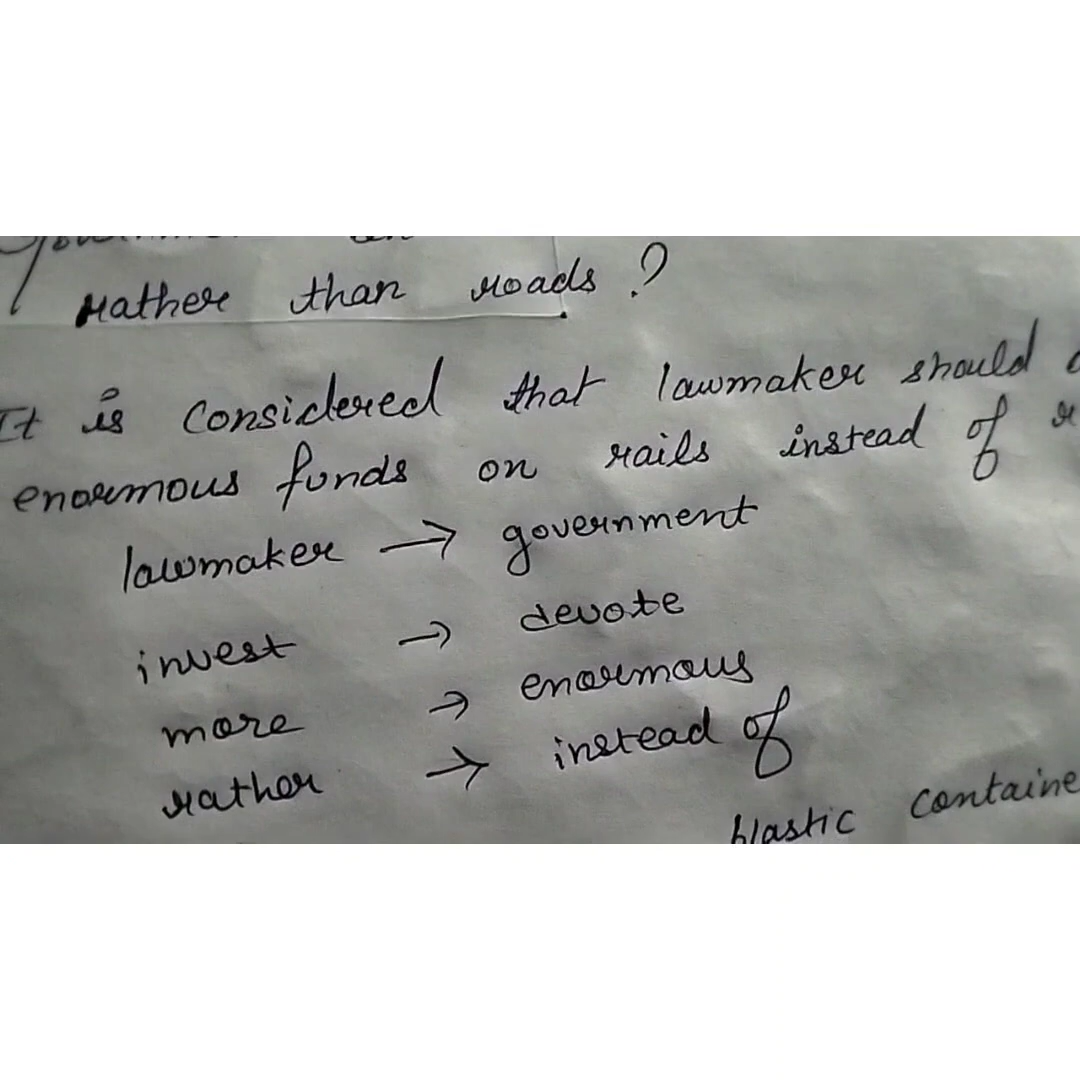 rather than roads ?
It is considered that lawmaker should
enormous funds on rails instead of
lawmaker → government
invest → devote
more → enormous
rather → instead of
plastic containe